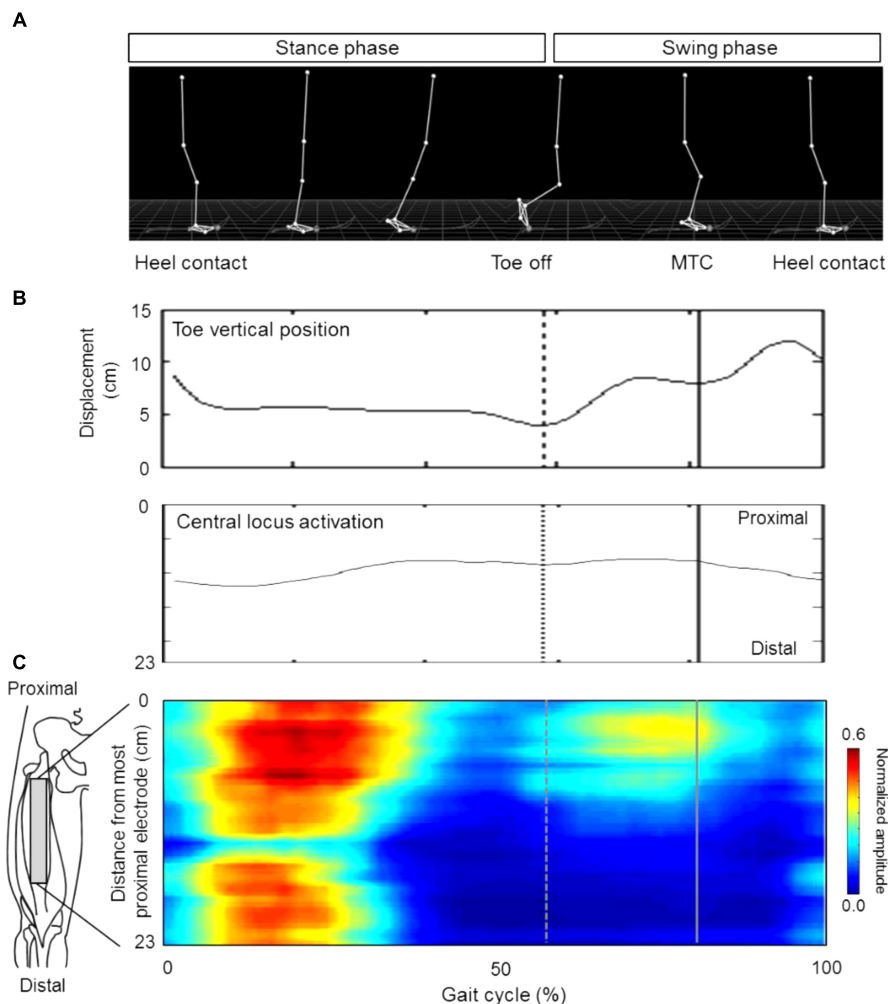 A
Stance phase
Swing phase
Heel contact
Toe off
MTC
Heel contact
B
Displacement
(cm)
15
10
5
0
Toe vertical position
0
23
Central locus activation
Proximal
Distal
C
Proximal
Distal
Distance from most
proximal electrode (cm)
0
23
0
50
100
Gait cycle (%)
0.6
0.0
Normalized amplitude